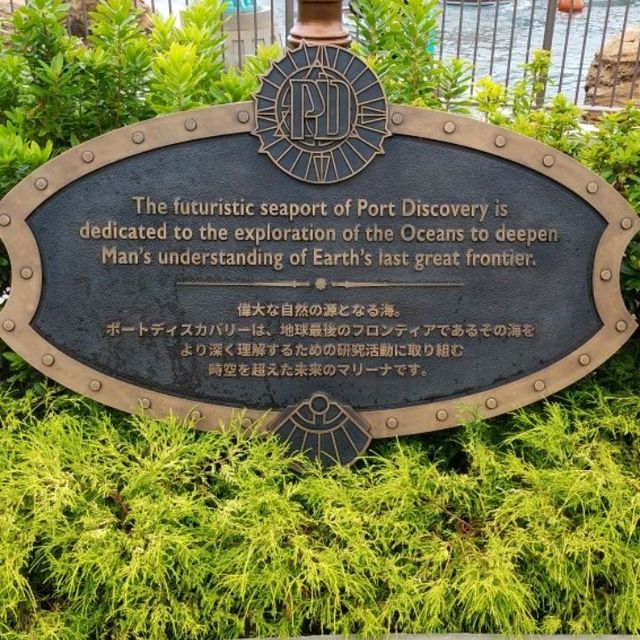 PD
The futuristic seaport of Port Discovery is
dedicated to the exploration of the Oceans to deepen
Man's understanding of Earth's last great frontier.
偉大な自然の源となる海。
ポートディスカバリーは、地球最後のフロンティアであるその海を
より深く理解するための研究活動に取り組む
時空を超えた未来のマリーナです。